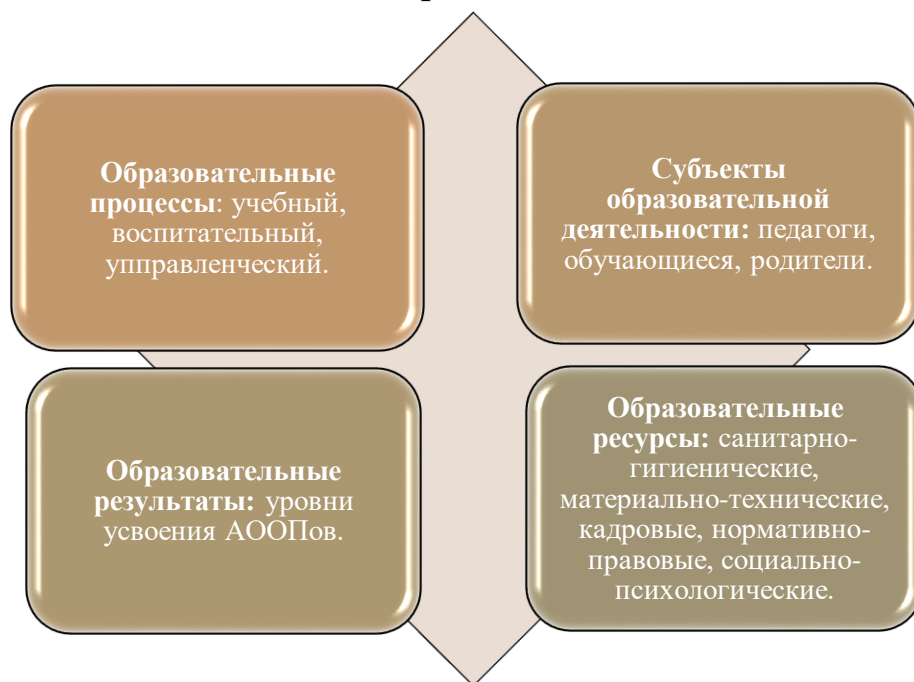 Образовательные
процессы: учебный,
воспитательный,
упправленческий.
Субъекты
образовательной
деятельности: педагоги,
обучающиеся, родители.
Образовательные
результаты: уровни
усвоения АООПов.
Образовательные
ресурсы: санитарно-
гигиенические,
материально-технические,
кадровые, нормативно-
правовые, социально-
психологические.